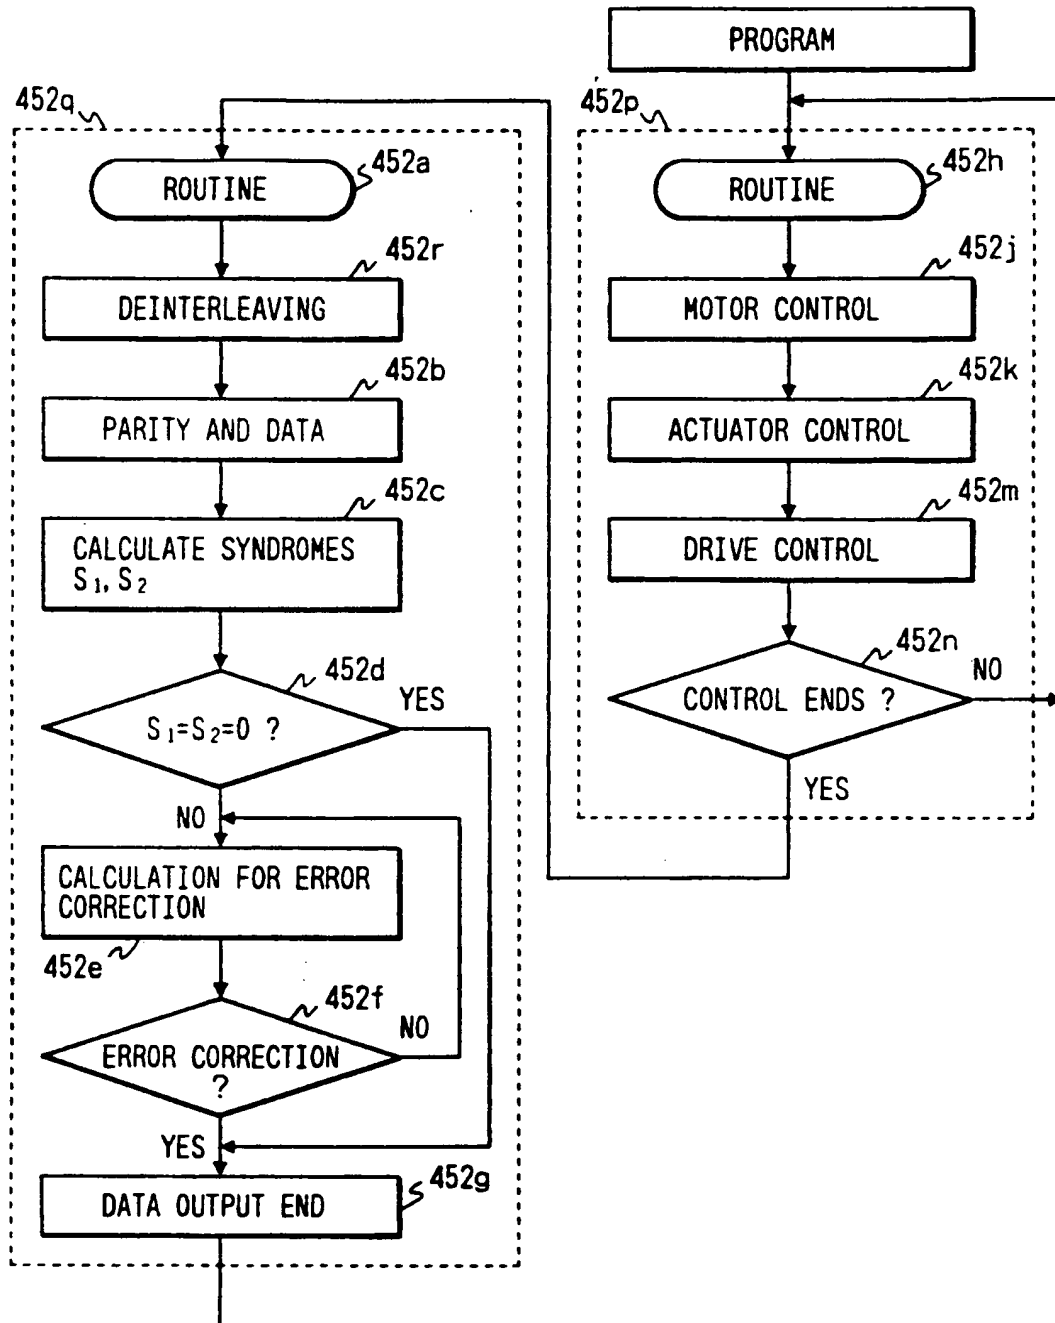 PROGRAM
452p
ROUTINE
452h
452j
MOTOR CONTROL
452k
ACTUATOR CONTROL
452m
DRIVE CONTROL
452n
CONTROL ENDS ?
NO
YES
452q
ROUTINE
452a
452r
DEINTERLEAVING
452b
PARITY AND DATA
452c
CALCULATE SYNDROMES
S₁, S₂
452d
S₁=S₂=0 ?
YES
NO
CALCULATION FOR ERROR
CORRECTION
452e
452f
ERROR CORRECTION
?
NO
YES
452g
DATA OUTPUT END